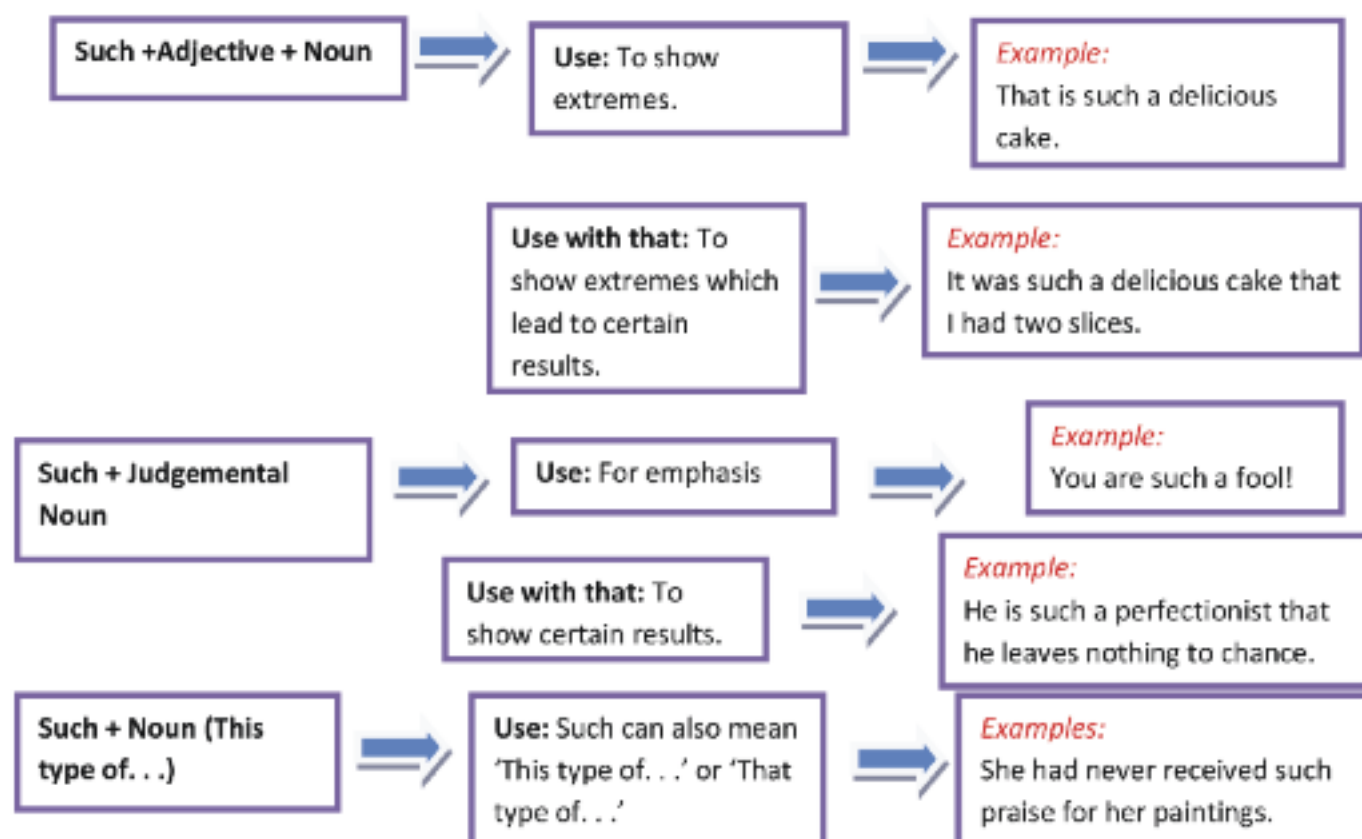 Such +Adjective + Noun
Use: To show
extremes.
Example:
That is such a delicious
cake.
Use with that: To
show extremes which
lead to certain
results.
Example:
It was such a delicious cake that
I had two slices.
Such + Judgemental
Noun
Use: For emphasis
Example:
You are such a fool!
Use with that: To
show certain results.
Example:
He is such a perfectionist that
he leaves nothing to chance.
Such + Noun (This
type of. . .)
Use: Such can also mean
‘This type of. . .’ or ‘That
type of. . .’
Examples:
She had never received such
praise for her paintings.